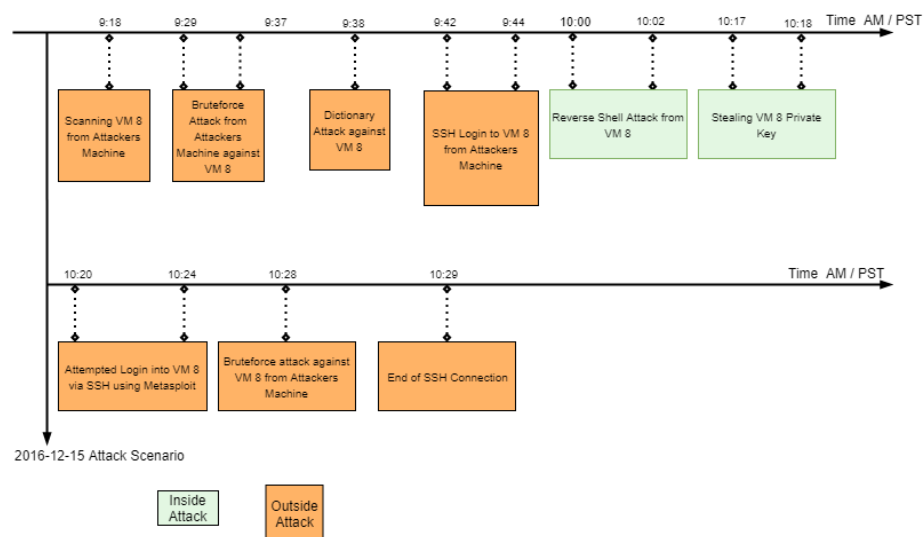 9:18 9:29 9:37 9:38 9:42 9:44 10:00 10:02 10:17 10:18 Time AM / PST
Scanning VM 8
from Attackers
Machine
Bruteforce
Attack from
Attackers
Machine against
VM 8
Dictionary
Attack against
VM 8
SSH Login to VM 8
from Attackers
Machine
Reverse Shell Attack from
VM 8
Stealing VM 8 Private
Key
10:20 10:24 10:28 10:29 Time AM / PST
Attempted Login into VM 8
via SSH using Metasploit
Bruteforce attack against
VM 8 from Attackers
Machine
End of SSH Connection
2016-12-15 Attack Scenario
Inside
Attack
Outside
Attack